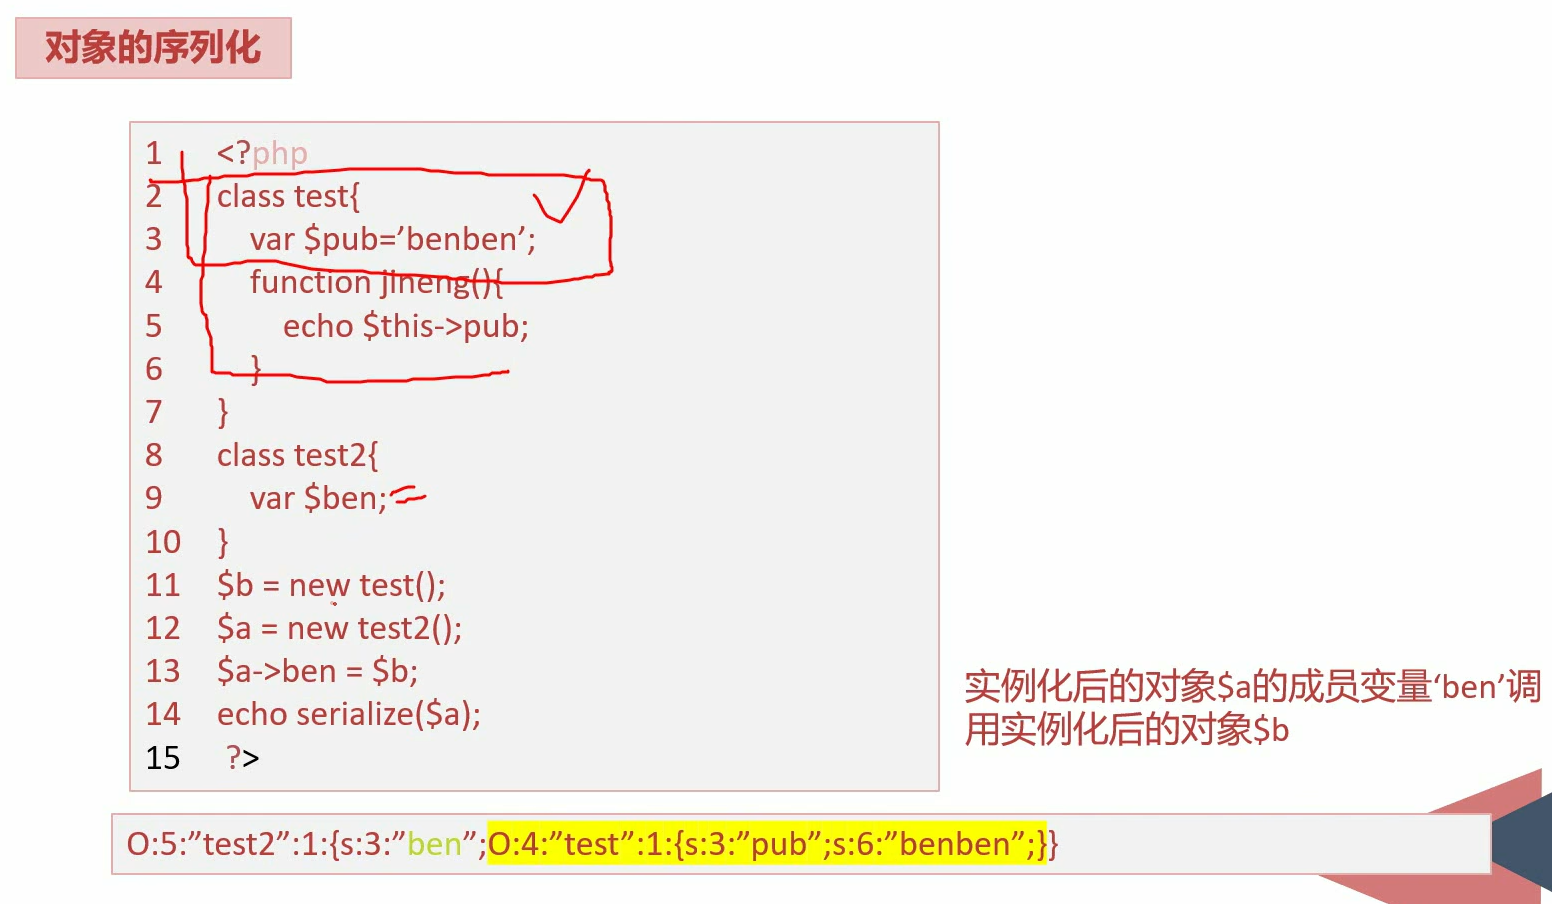 对象的序列化
1 <?php
2 class test{
3 var $pub=’benben’;
4 function jineng(){
5 echo $this->pub;
6 }
7 }
8 class test2{
9 var $ben;
10 }
11 $b = new test();
12 $a = new test2();
13 $a->ben = $b;
14 echo serialize($a);
15 ?>
实例化后的对象$a的成员变量‘ben’调
用实例化后的对象$b
O:5:”test2”:1:{s:3:”ben”;O:4:”test”:1:{s:3:”pub”;s:6:”benben”;}}